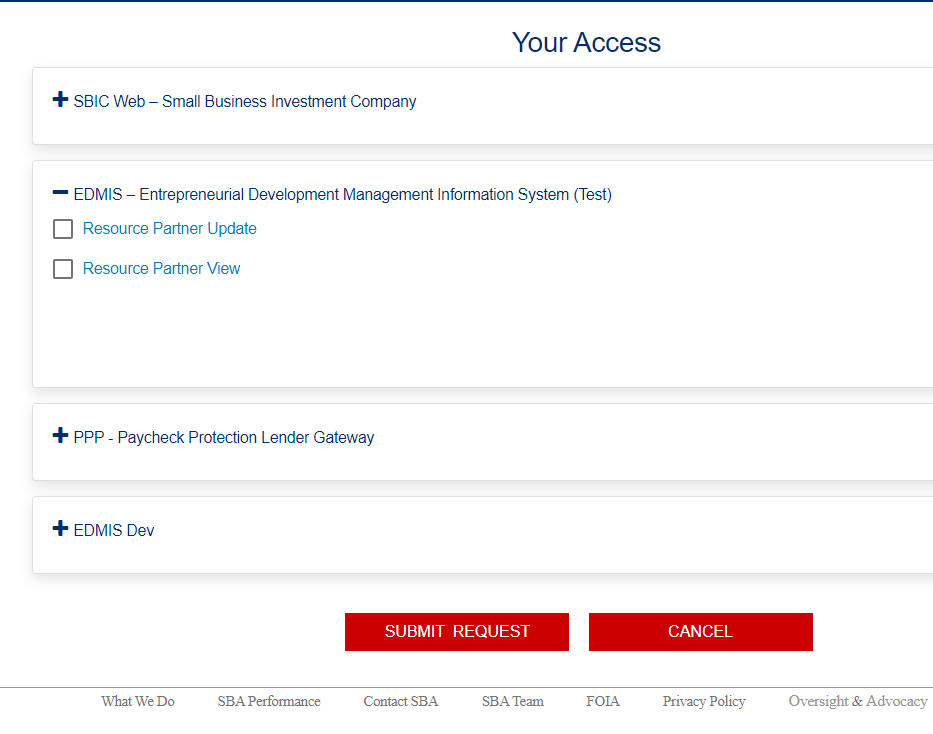 Your Access
SBIC Web – Small Business Investment Company
EDMIS – Entrepreneurial Development Management Information System (Test)
Resource Partner Update
Resource Partner View
PPP - Paycheck Protection Lender Gateway
EDMIS Dev
SUBMIT REQUEST CANCEL
What We Do SBA Performance Contact SBA SBA Team FOIA Privacy Policy Oversight & Advocacy